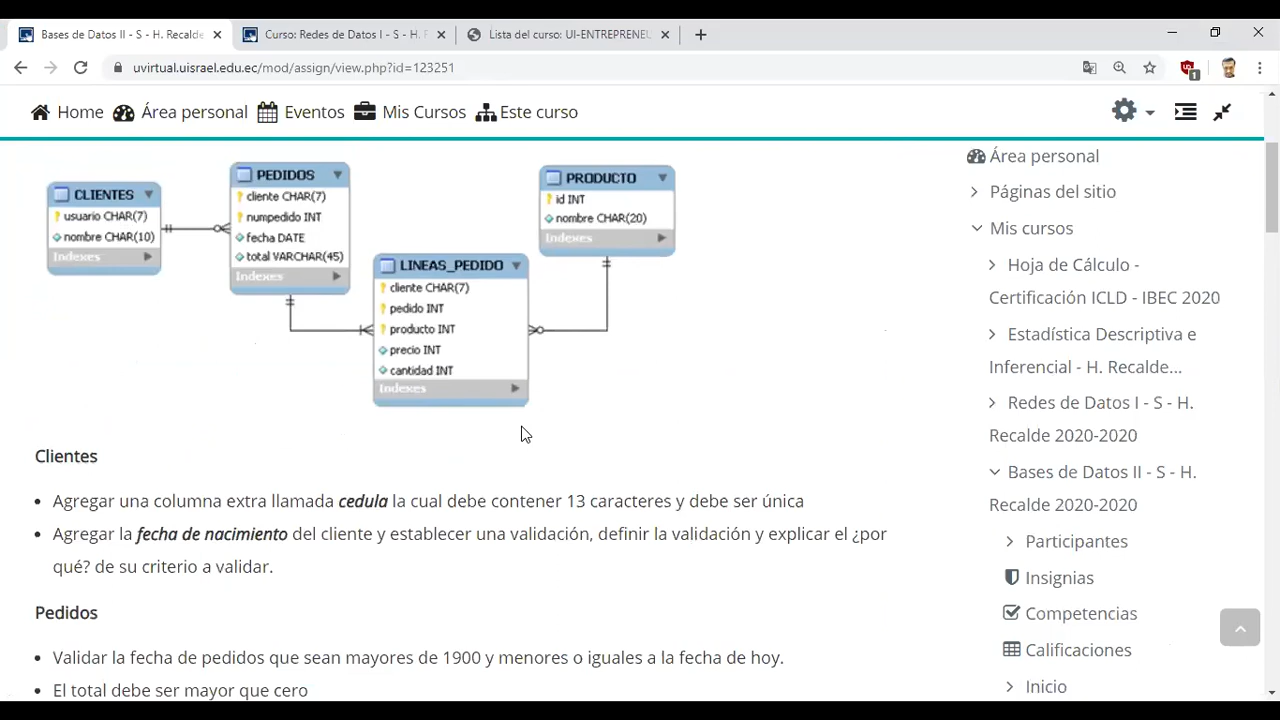 Bases de Datos II - S - H. Recalde
Curso: Redes de Datos I - S - H. F
Lista del curso: UI-ENTREPRENEU
uvirtual.uisrael.edu.ec/mod/assign/view.php?id=123251
1
Home
Área personal
Eventos
Mis Cursos
Este curso
CLIENTES
usuario CHAR(7)
nombre CHAR(10)
Indexes
PEDIDOS
cliente CHAR(7)
numpedido INT
fecha DATE
total VARCHAR(45)
Indexes
LINEAS_PEDIDO
cliente CHAR(7)
pedido INT
producto INT
precio INT
cantidad INT
Indexes
PRODUCTO
id INT
nombre CHAR(20)
Indexes
Clientes
Agregar una columna extra llamada cedula la cual debe contener 13 caracteres y debe ser única
Agregar la fecha de nacimiento del cliente y establecer una validación, definir la validación y explicar el ¿por
qué? de su criterio a validar.
Pedidos
Validar la fecha de pedidos que sean mayores de 1900 y menores o iguales a la fecha de hoy.
El total debe ser mayor que cero
Área personal
Páginas del sitio
Mis cursos
Hoja de Cálculo -
Certificación ICLD - IBEC 2020
Estadística Descriptiva e
Inferencial - H. Recalde...
Redes de Datos I - S - H.
Recalde 2020-2020
Bases de Datos II - S - H.
Recalde 2020-2020
Participantes
Insignias
Competencias
Calificaciones
Inicio